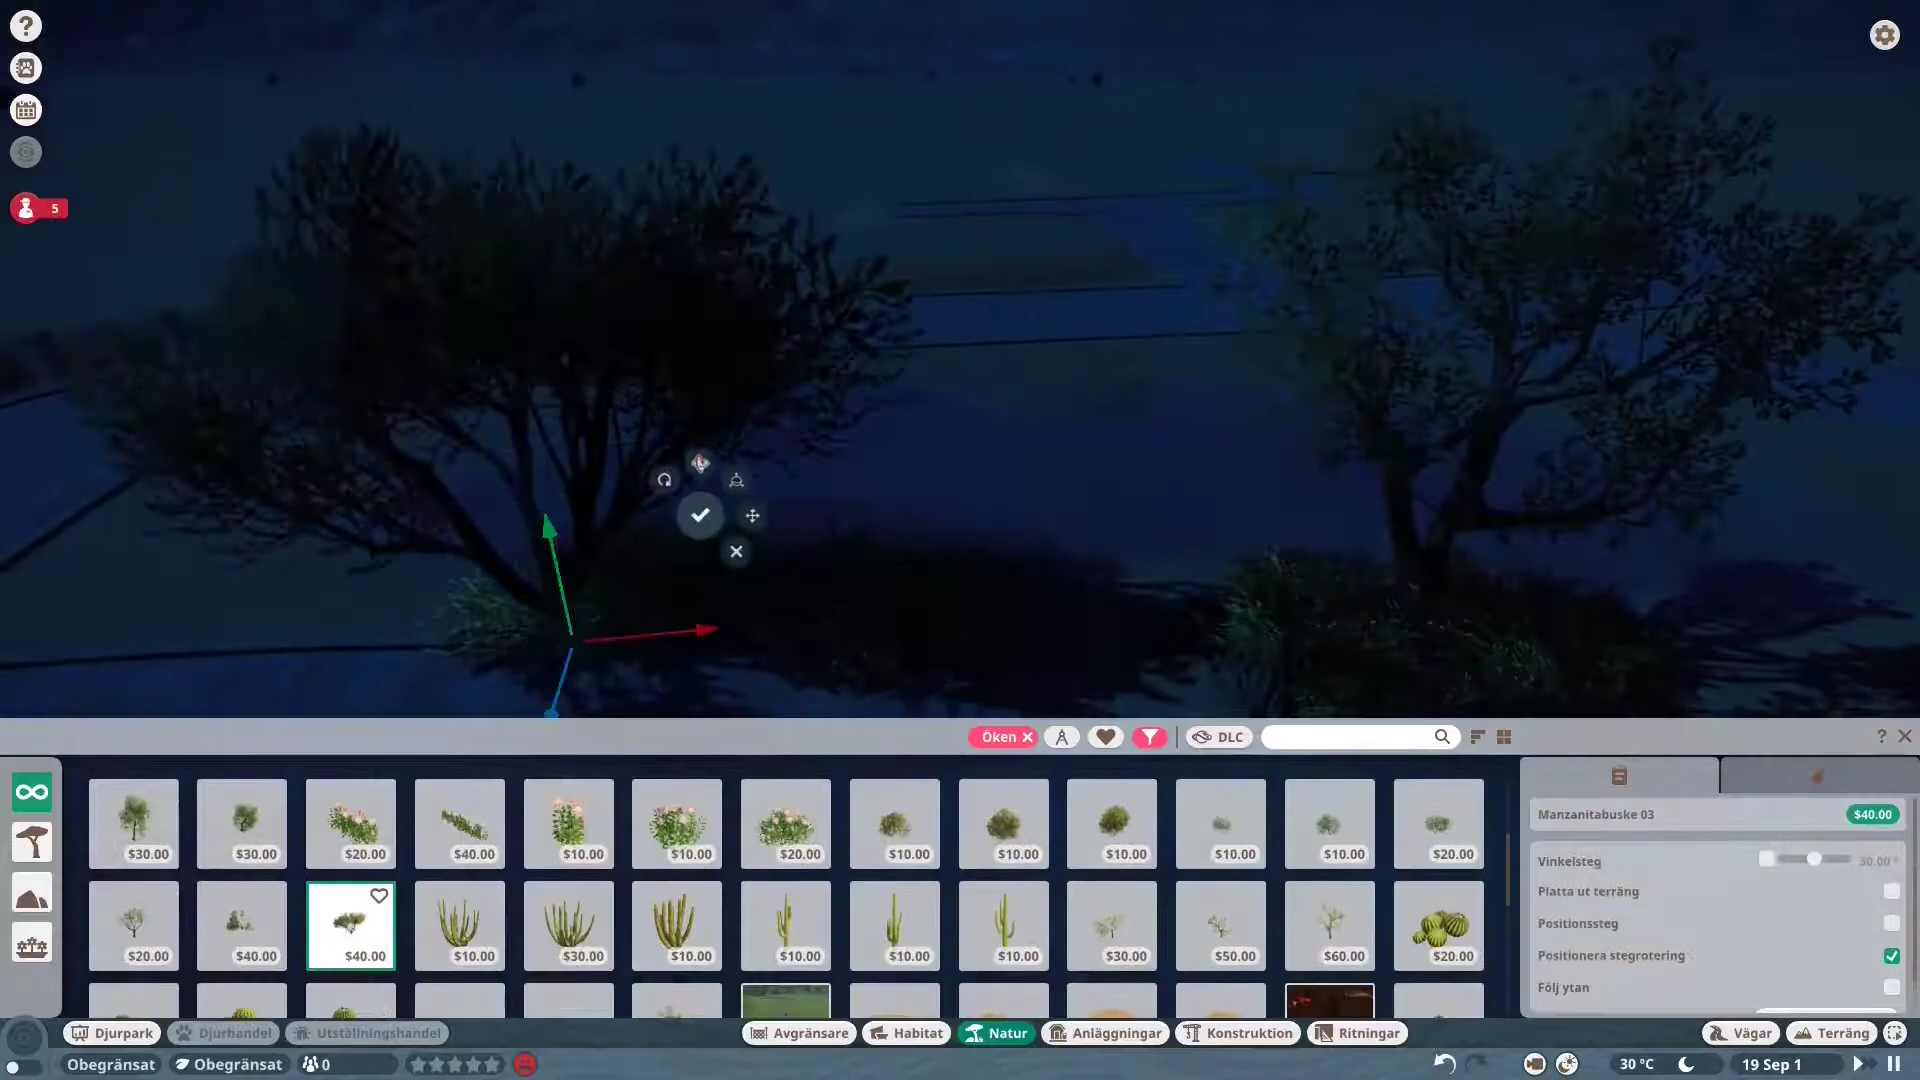 5
Öken
DLC
$30.00 $30.00 $20.00 $40.00 $10.00 $10.00 $20.00 $10.00 $10.00 $10.00 $10.00 $10.00 $20.00
$20.00 $40.00 $40.00 $10.00 $30.00 $10.00 $10.00 $10.00 $10.00 $30.00 $50.00 $60.00 $20.00
Manzanitabuske 03 $40.00
Vinkelsteg 30.00 °
Platta ut terräng
Positionssteg
Positionera stegrotering
Följ ytan
Djurpark Djurhandel Utställningshandel Avgränsare Habitat Natur Anläggningar Konstruktion Ritningar Vägar Terräng
Obegränsat Obegränsat 0 30 °C 19 Sep 1